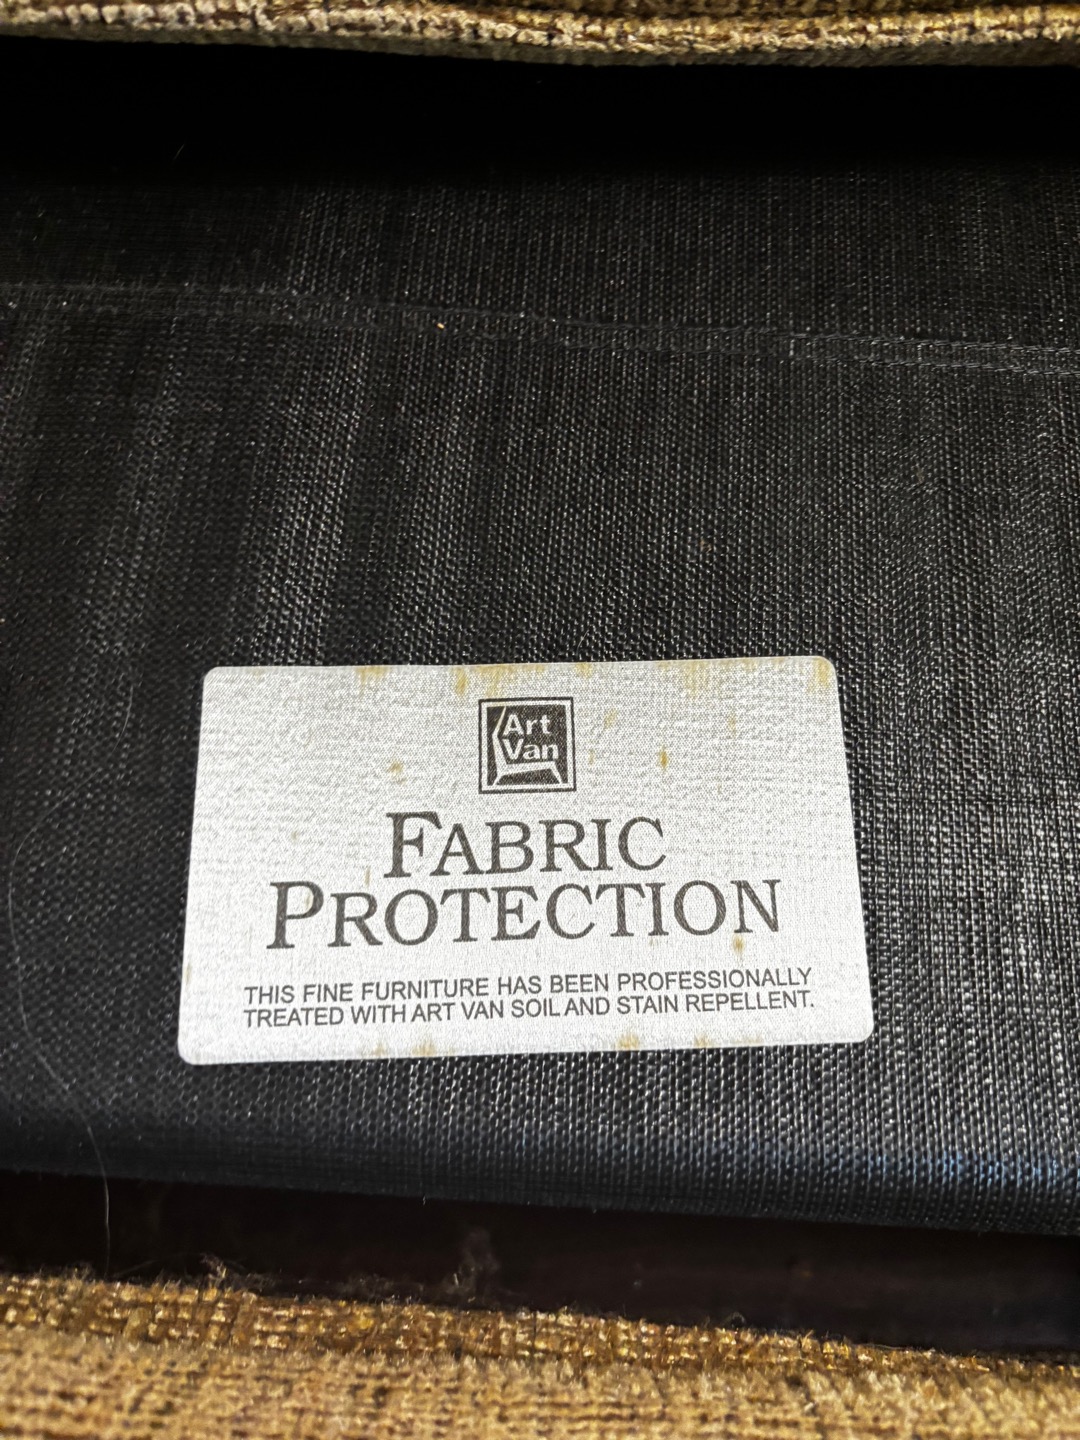 Art
Van
FABRIC
PROTECTION
THIS FINE FURNITURE HAS BEEN PROFESSIONALLY
TREATED WITH ART VAN SOIL AND STAIN REPELLENT.